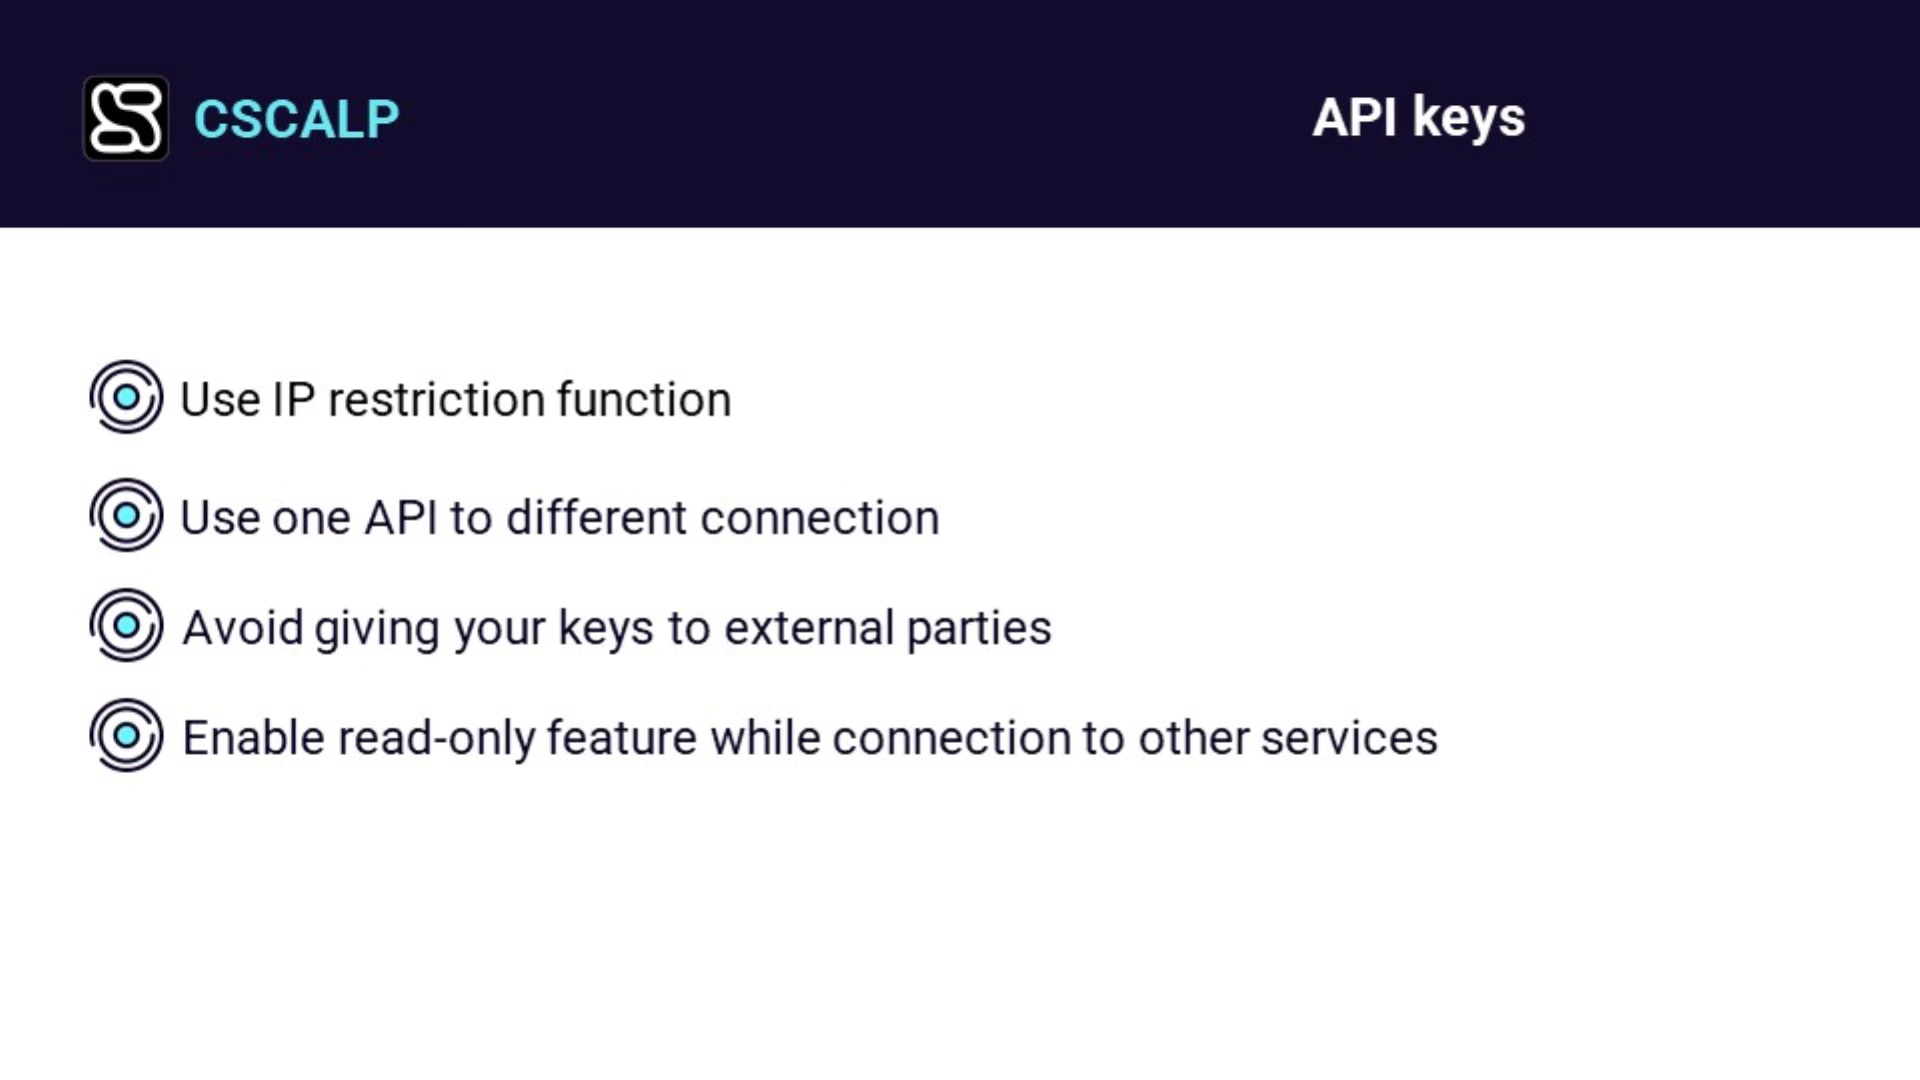 CSCALP
API keys
Use IP restriction function
Use one API to different connection
Avoid giving your keys to external parties
Enable read-only feature while connection to other services